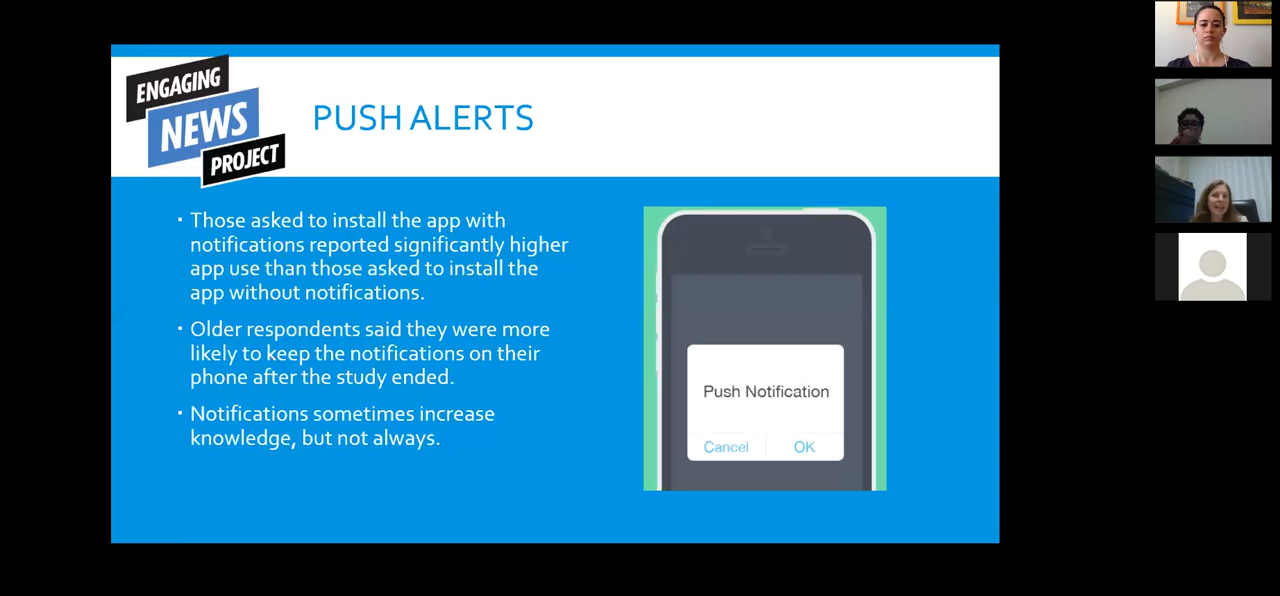 ENGAGING
NEWS
PROJECT
PUSH ALERTS
▪ Those asked to install the app with
notifications reported significantly higher
app use than those asked to install the
app without notifications.
▪ Older respondents said they were more
likely to keep the notifications on their
phone after the study ended.
▪ Notifications sometimes increase
knowledge, but not always.
Push Notification
Cancel OK